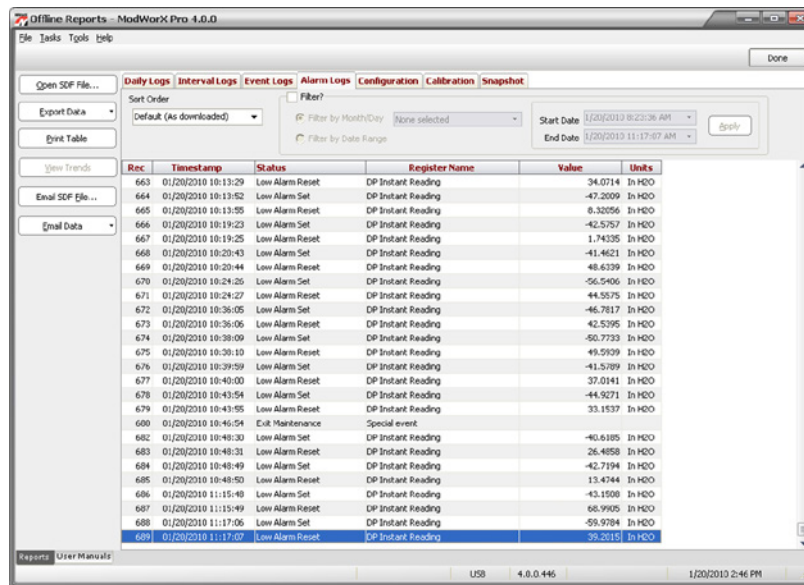 Offline Reports - ModWorX Pro 4.0.0
File Tasks Tools Help
Done
Open SDF File...
Export Data
Print Table
View Trends
Email SDF File...
Email Data
Daily Logs Interval Logs Event Logs Alarm Logs Configuration Calibration Snapshot
Sort Order
Default (As downloaded)
Filter?
Filter by Month/Day None selected
Filter by Date Range
Start Date 1/20/2010 8:23:36 AM
End Date 1/20/2010 11:17:07 AM
Apply
Rec Timestamp Status Register Name Value Units
663 01/20/2010 10:13:29 Low Alarm Reset DP Instant Reading 34.0714 In H2O
664 01/20/2010 10:13:52 Low Alarm Set DP Instant Reading -47.2009 In H2O
665 01/20/2010 10:13:55 Low Alarm Reset DP Instant Reading 8.32056 In H2O
666 01/20/2010 10:19:23 Low Alarm Set DP Instant Reading -42.5757 In H2O
667 01/20/2010 10:19:25 Low Alarm Reset DP Instant Reading 1.74335 In H2O
668 01/20/2010 10:20:43 Low Alarm Set DP Instant Reading -41.4621 In H2O
669 01/20/2010 10:20:44 Low Alarm Reset DP Instant Reading 48.6339 In H2O
670 01/20/2010 10:24:26 Low Alarm Set DP Instant Reading -56.5406 In H2O
671 01/20/2010 10:24:27 Low Alarm Reset DP Instant Reading 44.5575 In H2O
672 01/20/2010 10:36:05 Low Alarm Set DP Instant Reading -46.7817 In H2O
673 01/20/2010 10:36:06 Low Alarm Reset DP Instant Reading 42.5395 In H2O
674 01/20/2010 10:38:09 Low Alarm Set DP Instant Reading -50.7733 In H2O
675 01/20/2010 10:38:10 Low Alarm Reset DP Instant Reading 49.5939 In H2O
676 01/20/2010 10:39:59 Low Alarm Set DP Instant Reading -41.5789 In H2O
677 01/20/2010 10:40:00 Low Alarm Reset DP Instant Reading 37.0141 In H2O
678 01/20/2010 10:43:54 Low Alarm Set DP Instant Reading -44.9271 In H2O
679 01/20/2010 10:43:55 Low Alarm Reset DP Instant Reading 33.1537 In H2O
680 01/20/2010 10:46:54 Exit Maintenance Special event
682 01/20/2010 10:48:30 Low Alarm Set DP Instant Reading -40.6185 In H2O
683 01/20/2010 10:48:31 Low Alarm Reset DP Instant Reading 26.4858 In H2O
684 01/20/2010 10:48:49 Low Alarm Set DP Instant Reading -42.7194 In H2O
685 01/20/2010 10:48:50 Low Alarm Reset DP Instant Reading 13.4744 In H2O
686 01/20/2010 11:15:48 Low Alarm Set DP Instant Reading -43.1508 In H2O
687 01/20/2010 11:15:49 Low Alarm Reset DP Instant Reading 68.9905 In H2O
688 01/20/2010 11:17:06 Low Alarm Set DP Instant Reading -59.9784 In H2O
689 01/20/2010 11:17:07 Low Alarm Reset DP Instant Reading 39.2015 In H2O
Reports User Manuals
USB 4.0.0.446 1/20/2010 2:46 PM